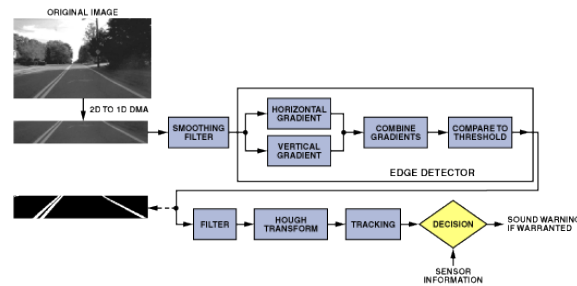 ORIGINAL IMAGE
2D TO 1D DMA
SMOOTHING
FILTER
HORIZONTAL
GRADIENT
VERTICAL
GRADIENT
COMBINE
GRADIENTS
COMPARE TO
THRESHOLD
EDGE DETECTOR
FILTER
HOUGH
TRANSFORM
TRACKING
DECISION
SOUND WARNING
IF WARRANTED
SENSOR
INFORMATION